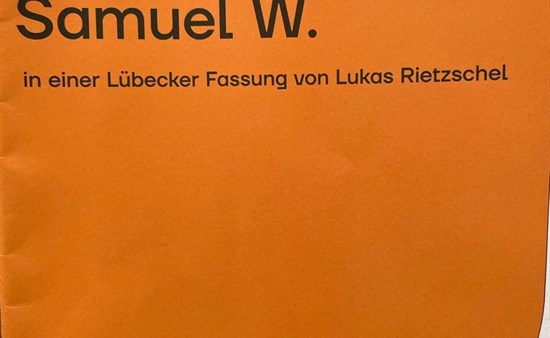 Samuel W.
in einer Lübecker Fassung von Lukas Rietzschel